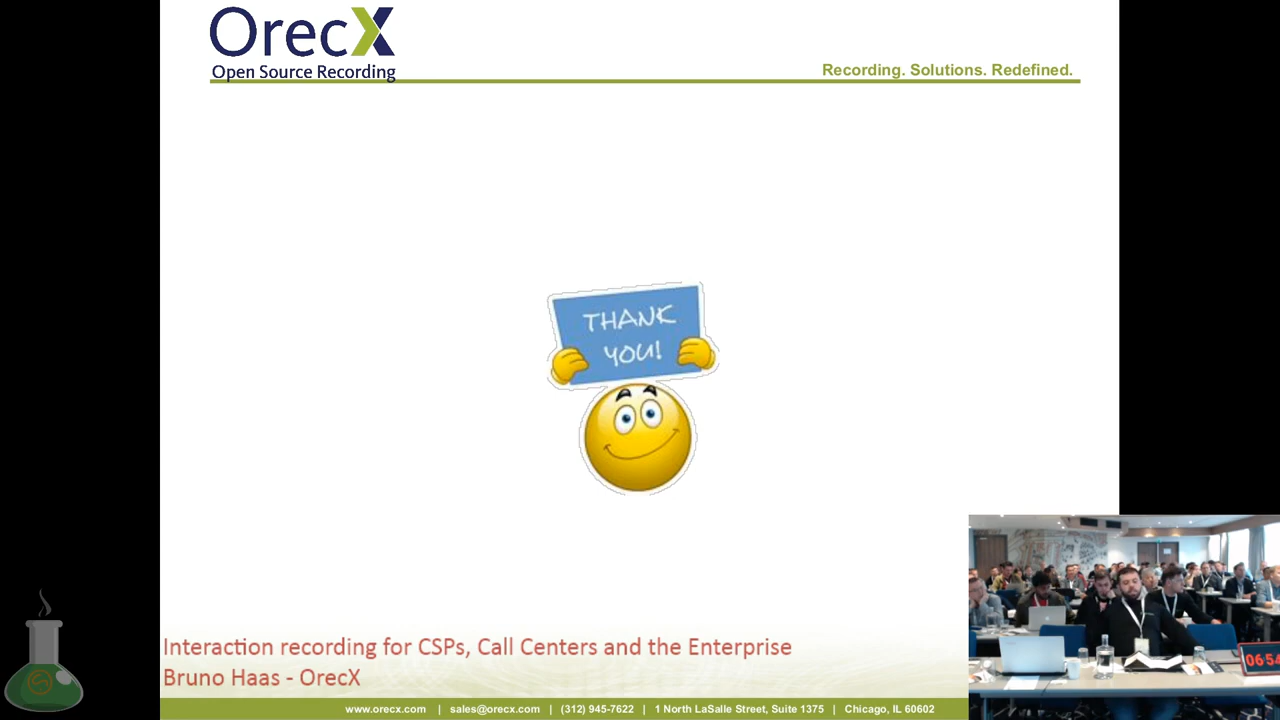 OrecX
Open Source Recording
Recording. Solutions. Redefined.
THANK
YOU!
Interaction recording for CSPs, Call Centers and the Enterprise
Bruno Haas - OrecX
www.orecx.com | sales@orecx.com | (312) 945-7622 | 1 North LaSalle Street, Suite 1375 | Chicago, IL 60602
06:54